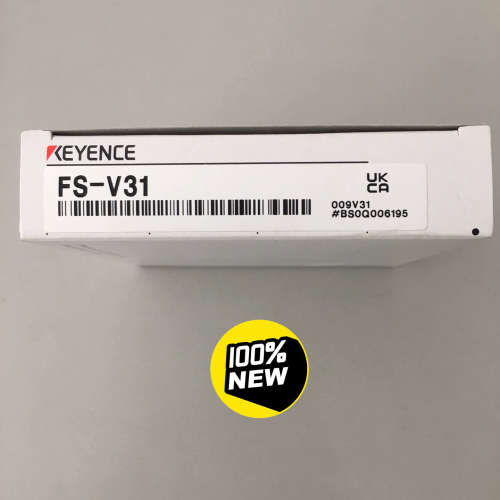 KEYENCE
FS-V31
UK
CA
009V31
#BS0Q006195
100%
NEW